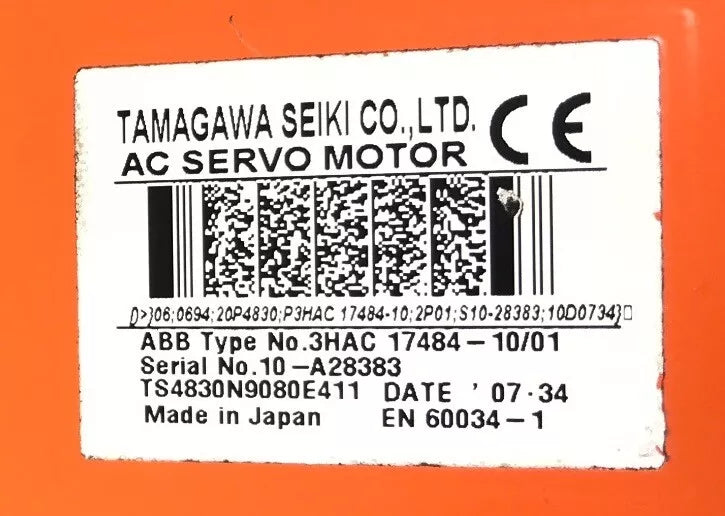 TAMAGAWA SEIKI CO.,LTD. CE
AC SERVO MOTOR
[)>}06;0694;20P4830;P3HAC 17484-10;2P01;S10-28383;10D0734}□
ABB Type No.3HAC 17484-10/01
Serial No.10-A28383
TS4830N9080E411 DATE '07·34
Made in Japan EN 60034-1